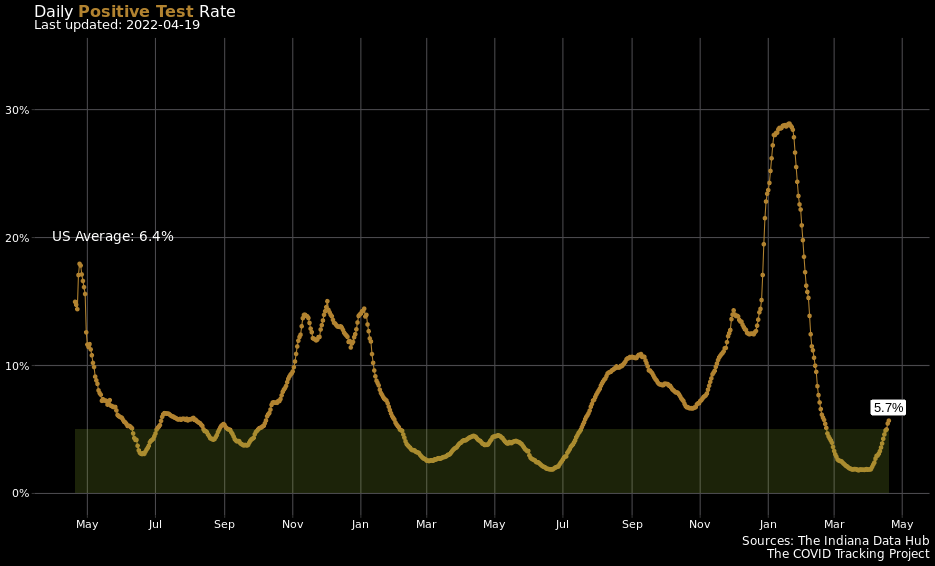 Daily Positive Test Rate
Last updated: 2022-04-19
30%
US Average: 6.4%
20%
10%
5.7%
0%
May Jul Sep Nov Jan Mar May Jul Sep Nov Jan Mar May
Sources: The Indiana Data Hub
The COVID Tracking Project